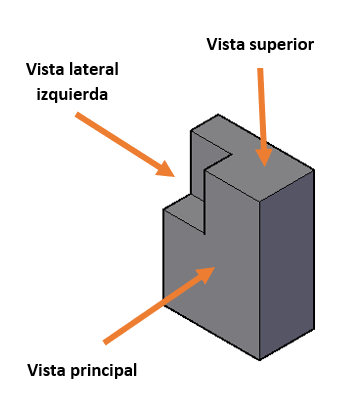 Vista superior
Vista lateral
izquierda
Vista principal